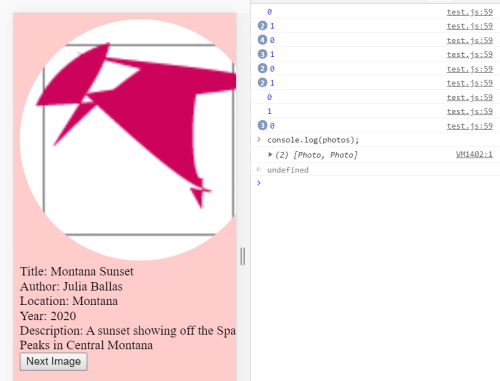 Title: Montana Sunset
Author: Julia Ballas
Location: Montana
Year: 2020
Description: A sunset showing off the Spa
Peaks in Central Montana
Next Image
0 test.js:59
2 1 test.js:59
4 0 test.js:59
3 1 test.js:59
2 0 test.js:59
2 1 test.js:59
0 test.js:59
1 test.js:59
3 0 test.js:59
> console.log(photos);
▶ (2) [Photo, Photo] VM1402:1
< undefined
>